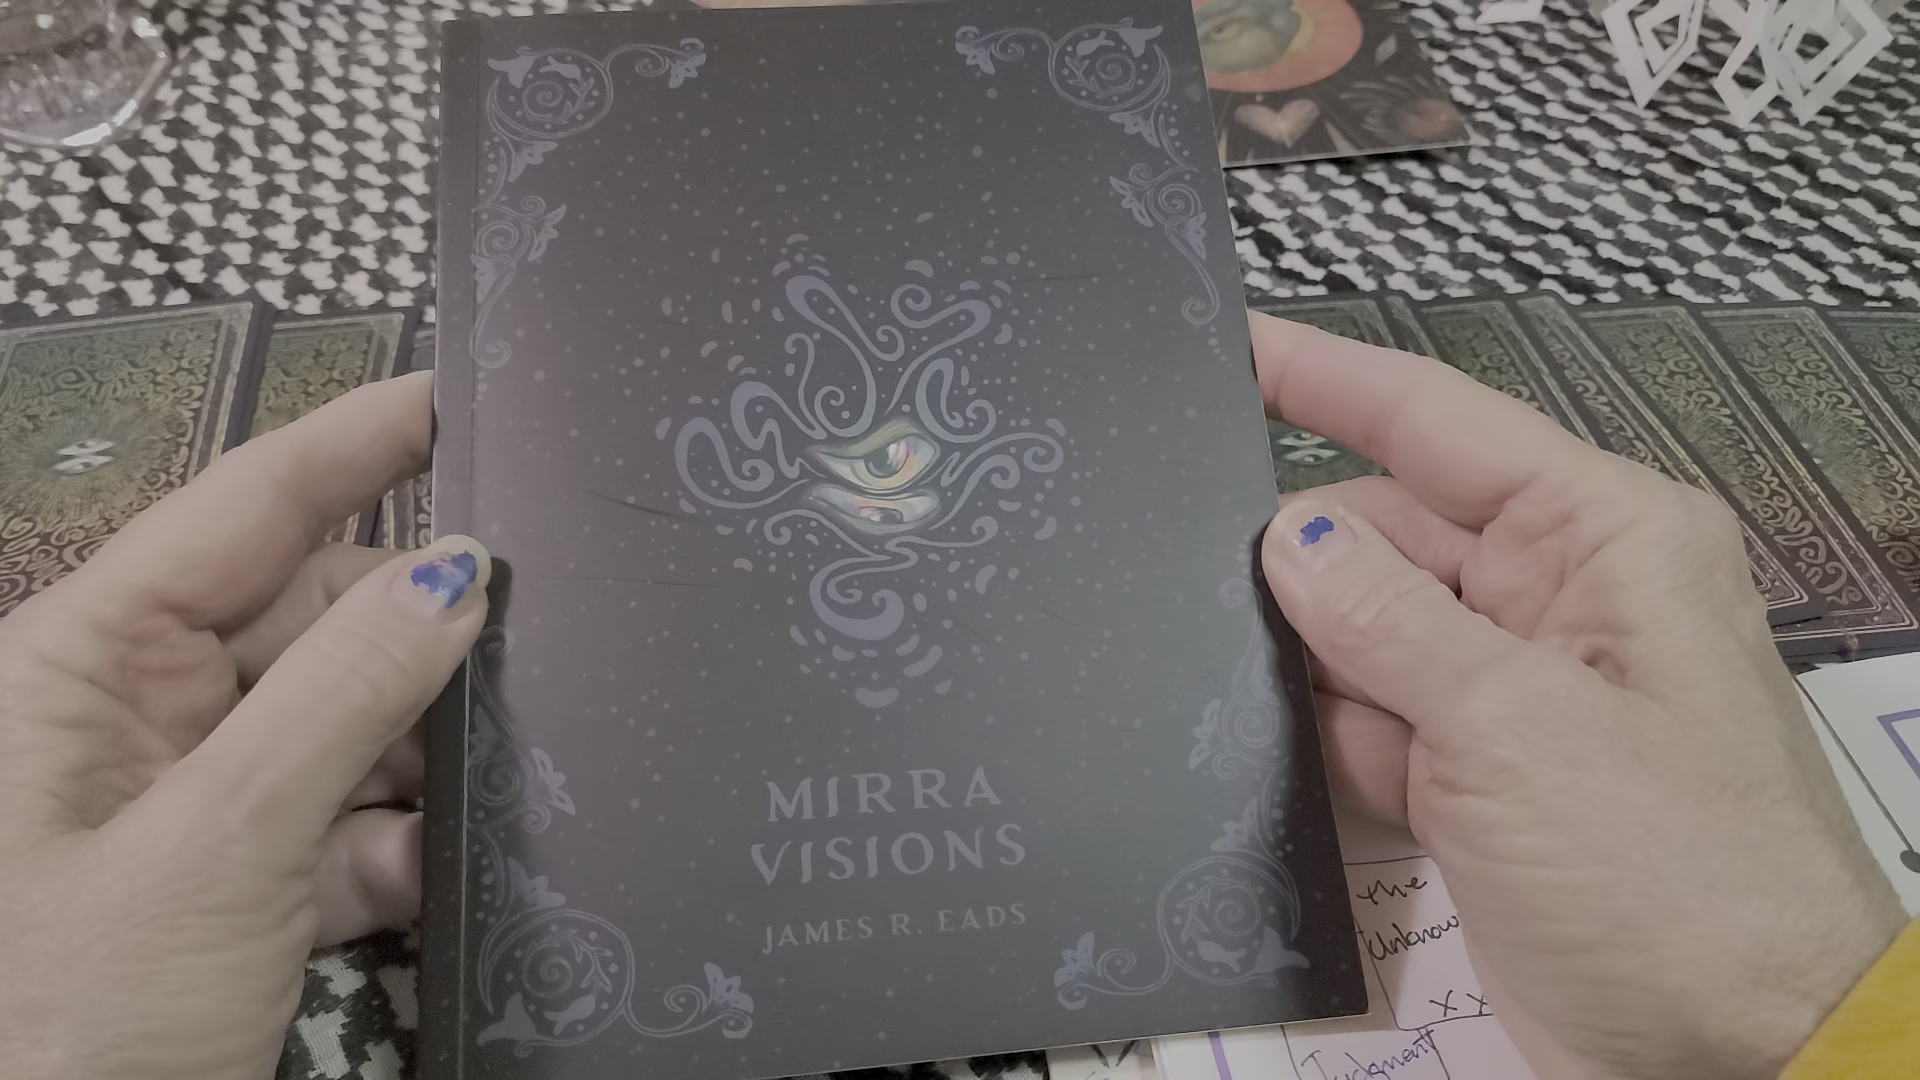 MIRRA
VISIONS
JAMES R. EADS
the
Unknow
X X
Judgment